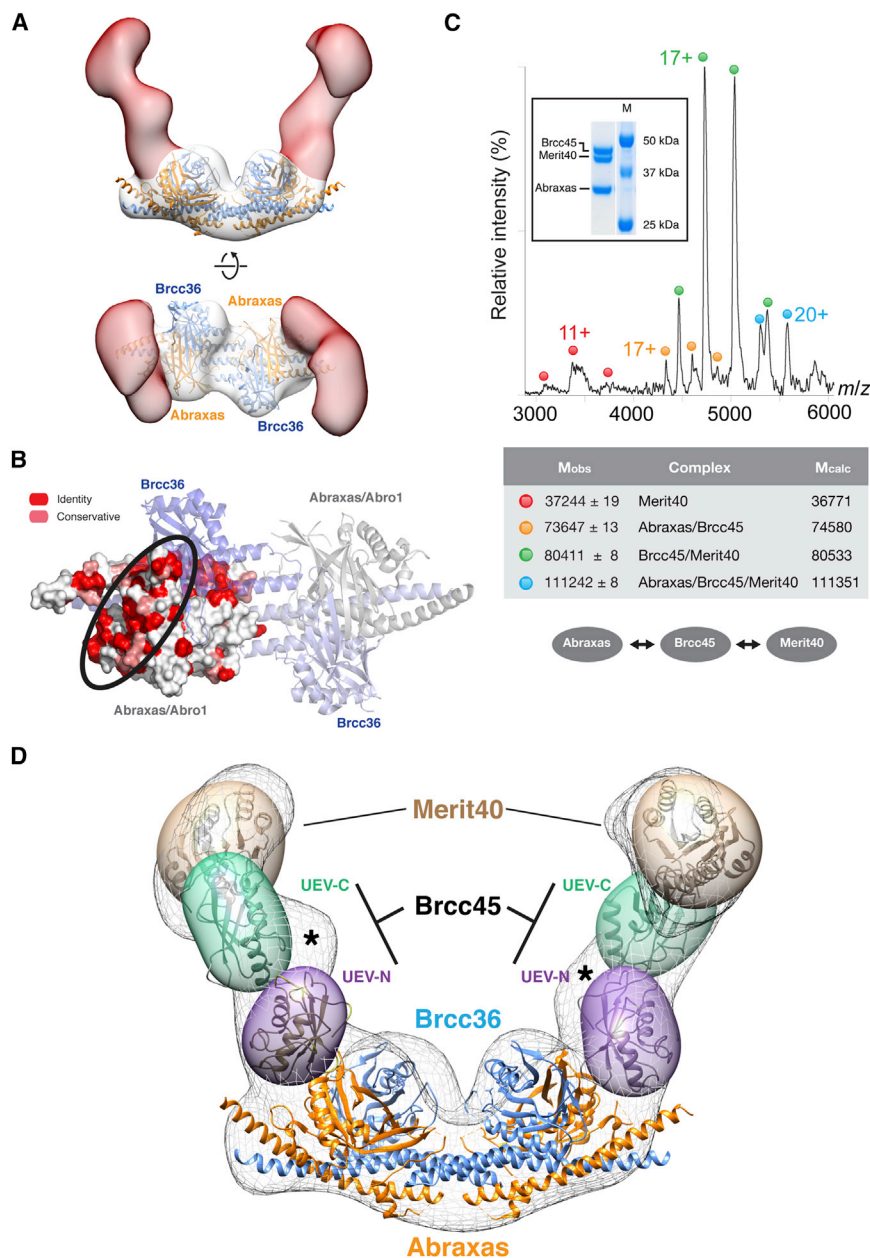 A
Brcc36
Abraxas
Abraxas
Brcc36
B
Identity
Conservative
Brcc36
Abraxas/Abro1
Abraxas/Abro1
Brcc36
C
Relative intensity (%)
17+
M
Brcc45
Merit40
Abraxas
50 kDa
37 kDa
25 kDa
11+
17+
20+
3000 4000 5000 6000 m/z
Mobs Complex Mcalc
37244 ± 19 Merit40 36771
73647 ± 13 Abraxas/Brcc45 74580
80411 ± 8 Brcc45/Merit40 80533
111242 ± 8 Abraxas/Brcc45/Merit40 111351
Abraxas Brcc45 Merit40
D
Merit40
UEV-C UEV-C
Brcc45
* *
UEV-N UEV-N
Brcc36
Abraxas